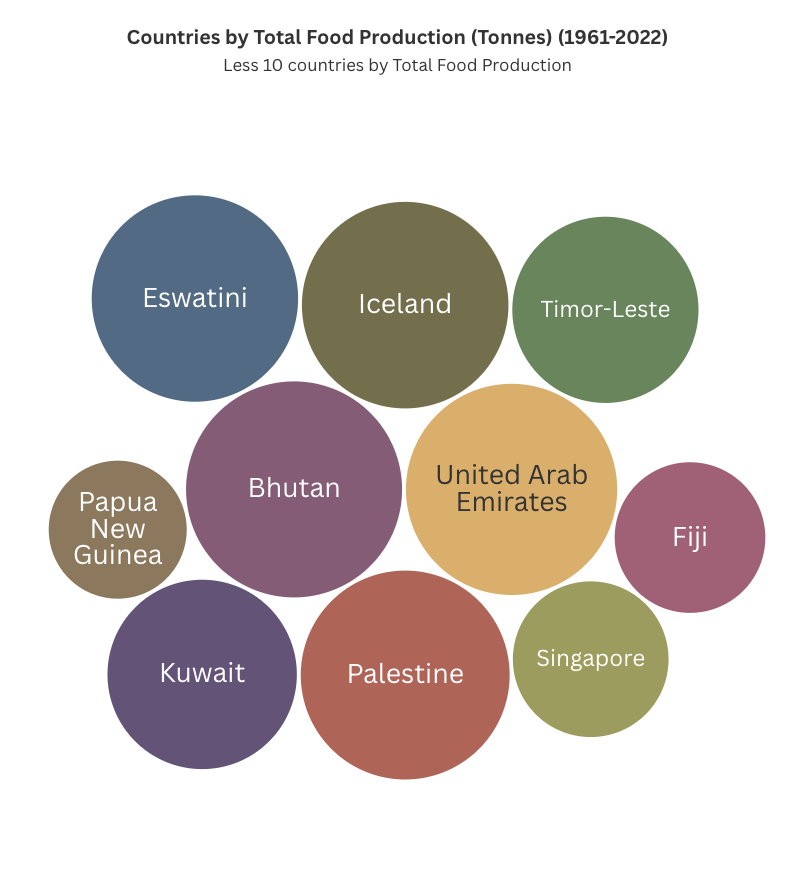 Countries by Total Food Production (Tonnes) (1961-2022)
Less 10 countries by Total Food Production
Eswatini
Iceland
Timor-Leste
Bhutan
United Arab
Emirates
Papua
New
Guinea
Fiji
Kuwait
Palestine
Singapore